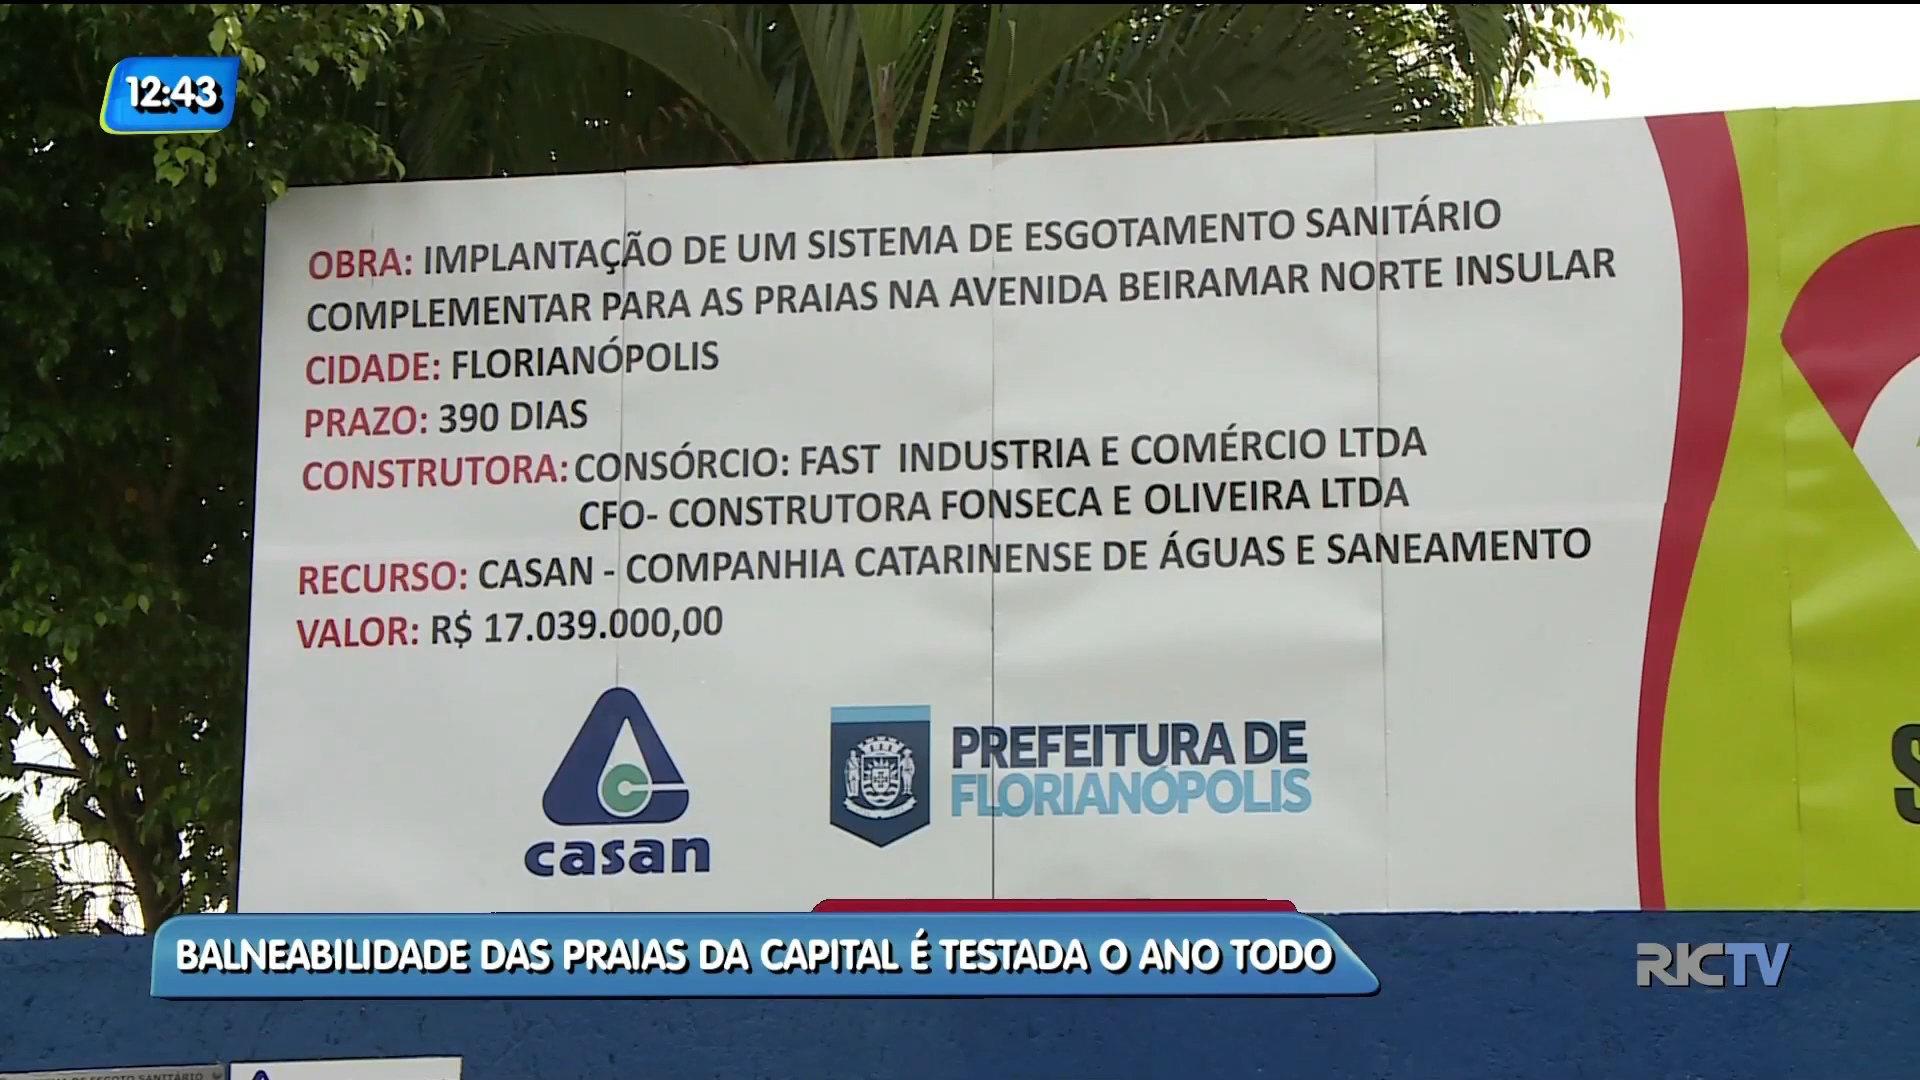 12:43
OBRA: IMPLANTAÇÃO DE UM SISTEMA DE ESGOTAMENTO SANITÁRIO
COMPLEMENTAR PARA AS PRAIAS NA AVENIDA BEIRAMAR NORTE INSULAR
CIDADE: FLORIANÓPOLIS
PRAZO: 390 DIAS
CONSTRUTORA: CONSÓRCIO: FAST INDUSTRIA E COMÉRCIO LTDA
CFO- CONSTRUTORA FONSECA E OLIVEIRA LTDA
RECURSO: CASAN - COMPANHIA CATARINENSE DE ÁGUAS E SANEAMENTO
VALOR: R$ 17.039.000,00
casan
PREFEITURA DE
FLORIANÓPOLIS
BALNEABILIDADE DAS PRAIAS DA CAPITAL É TESTADA O ANO TODO
RICTV
DE ESGOTO SANITÁRIO